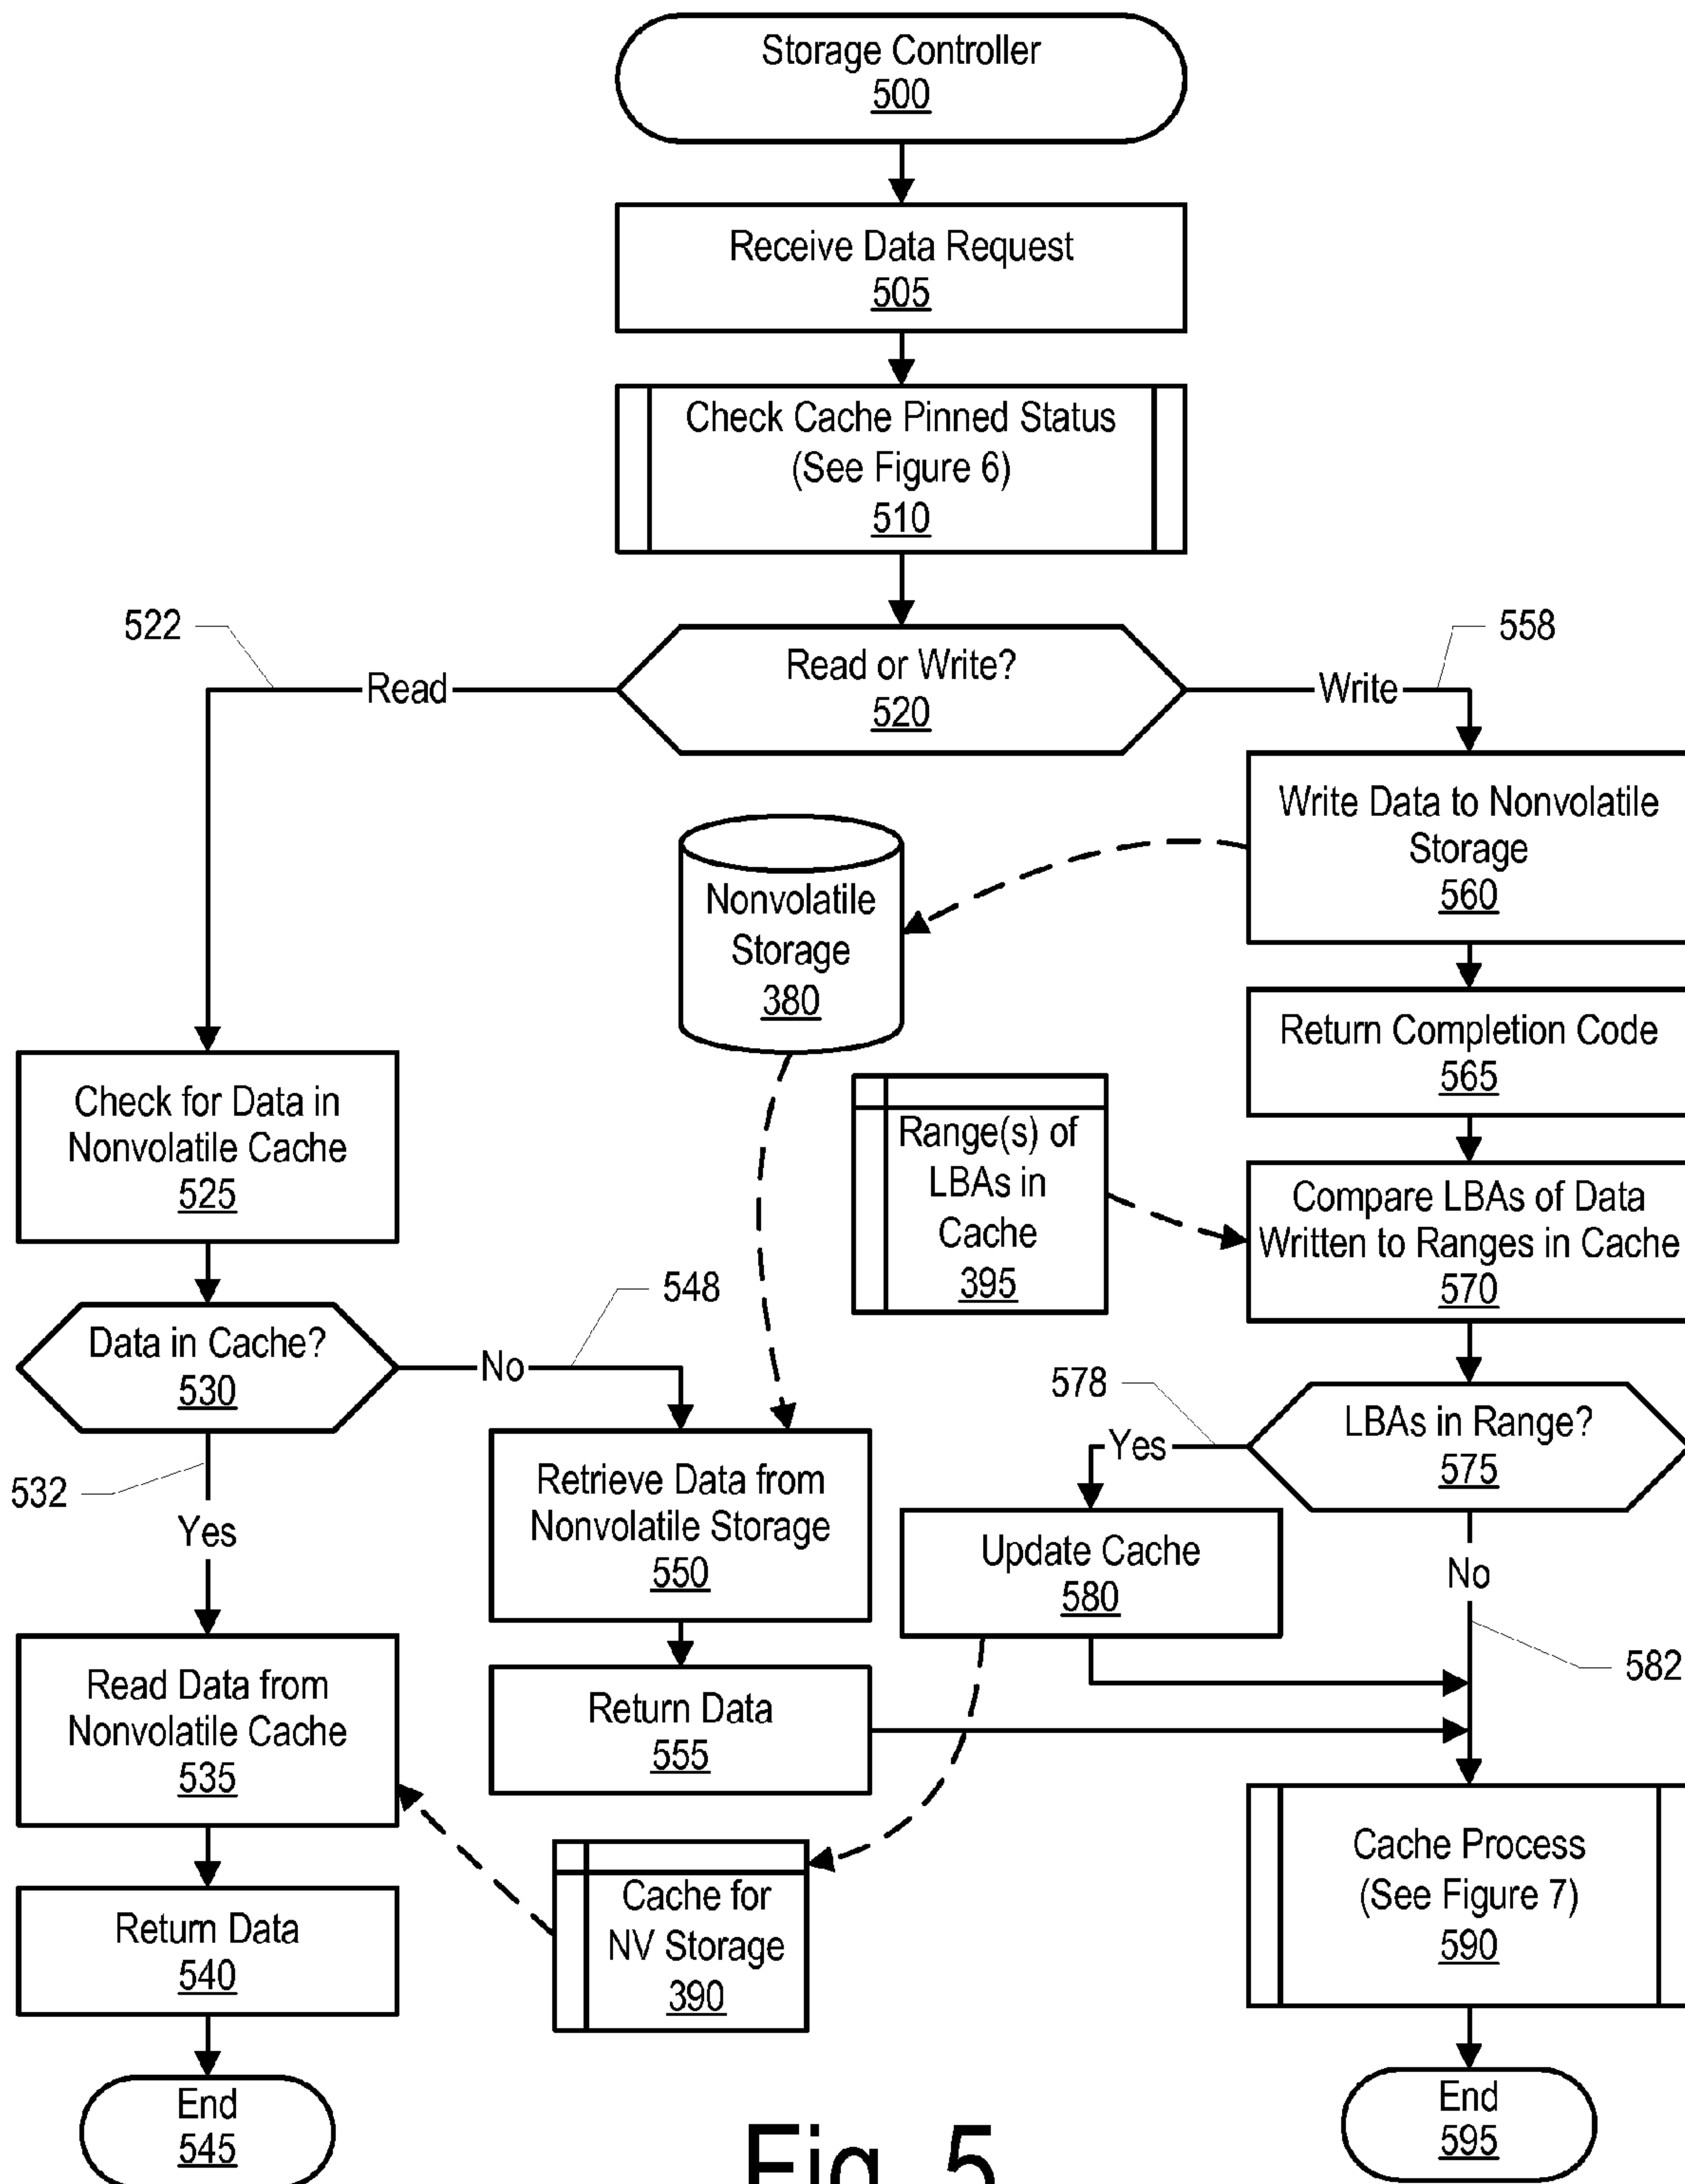 Storage Controller
500
Receive Data Request
505
Check Cache Pinned Status
(See Figure 6)
510
522
558
Read or Write?
520
Read
Write
Write Data to Nonvolatile
Storage
560
Nonvolatile
Storage
380
Return Completion Code
565
Check for Data in
Nonvolatile Cache
525
Range(s) of
LBAs in
Cache
395
Compare LBAs of Data
Written to Ranges in Cache
570
548
Data in Cache?
530
No
578
LBAs in Range?
575
Yes
532
Yes
Retrieve Data from
Nonvolatile Storage
550
Update Cache
580
No
582
Read Data from
Nonvolatile Cache
535
Return Data
555
Cache Process
(See Figure 7)
590
Cache for
NV Storage
390
Return Data
540
End
545
End
595
Fig. 5